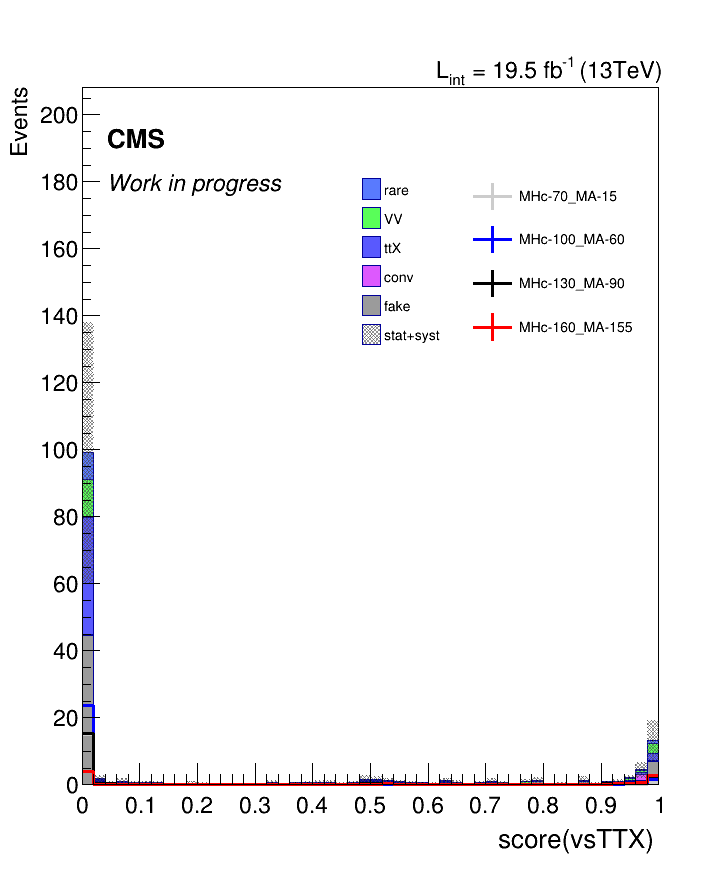 L_int = 19.5 fb^-1 (13TeV)
Events
CMS
Work in progress
rare
VV
ttX
conv
fake
stat+syst
MHc-70_MA-15
MHc-100_MA-60
MHc-130_MA-90
MHc-160_MA-155
200
180
160
140
120
100
80
60
40
20
0
0 0.1 0.2 0.3 0.4 0.5 0.6 0.7 0.8 0.9 1
score(vsTTX)